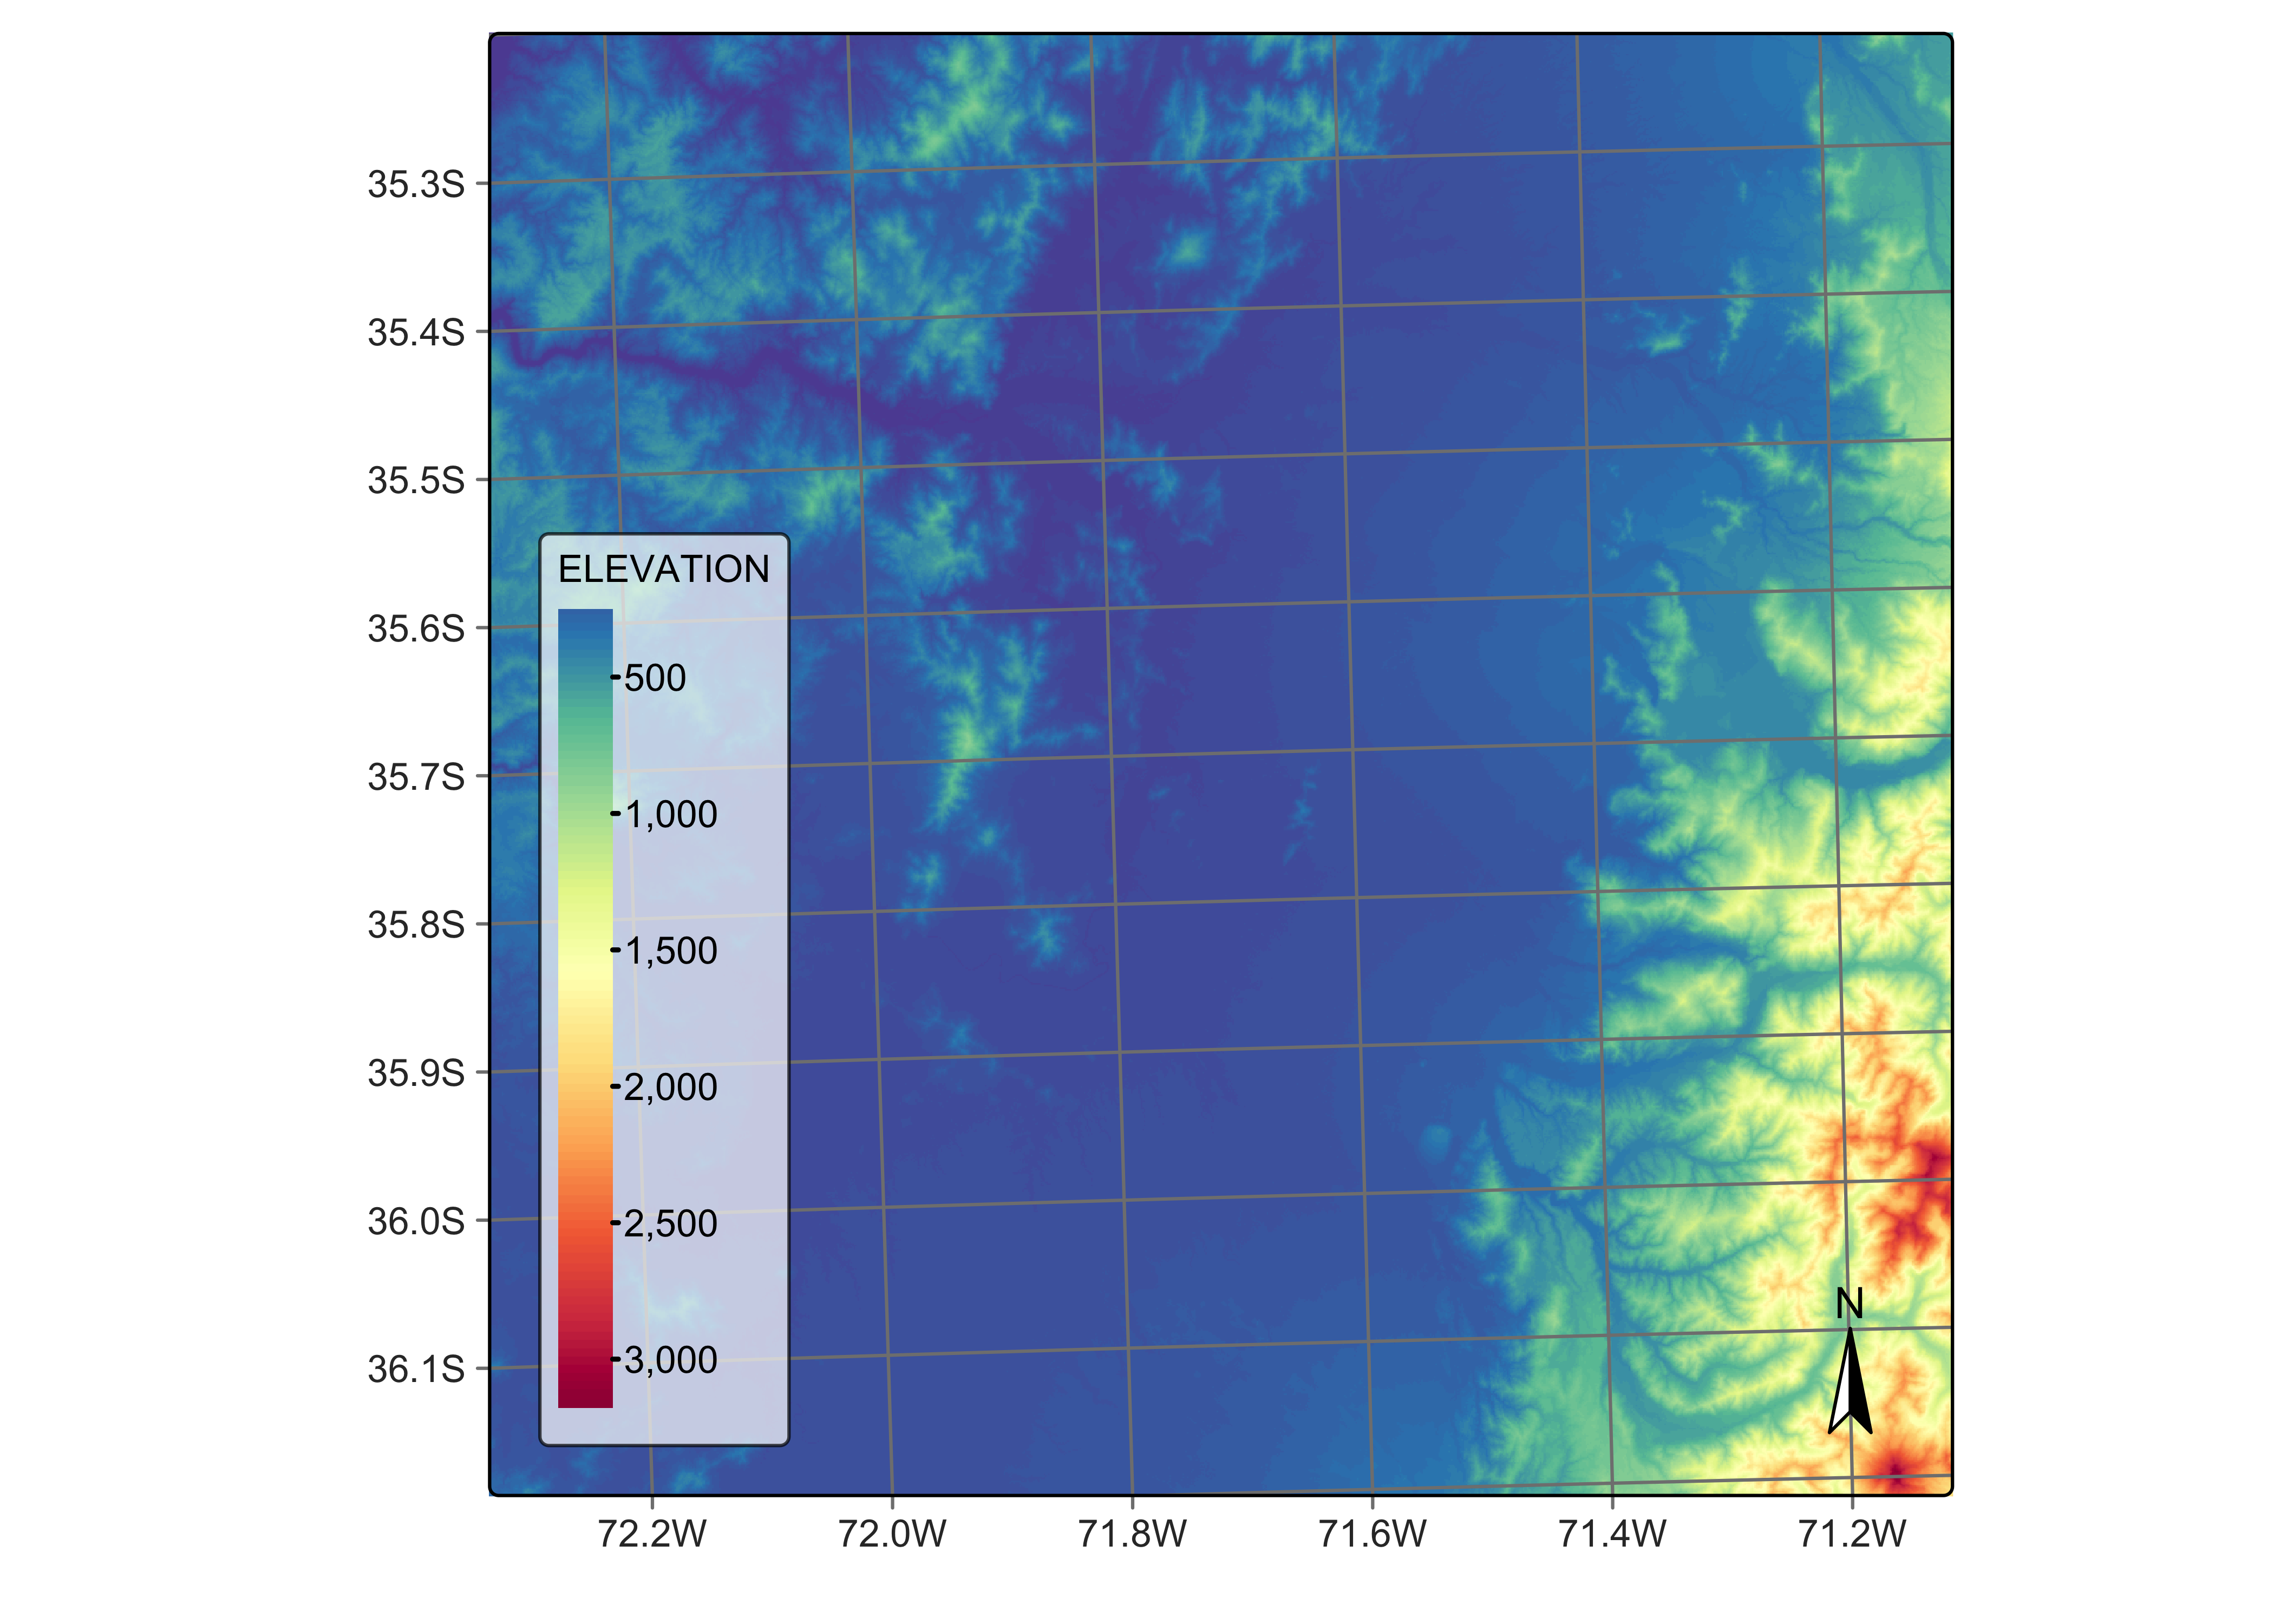 35.3S
35.4S
35.5S
35.6S
35.7S
35.8S
35.9S
36.0S
36.1S
ELEVATION
500
1,000
1,500
2,000
2,500
3,000
N
72.2W 72.0W 71.8W 71.6W 71.4W 71.2W